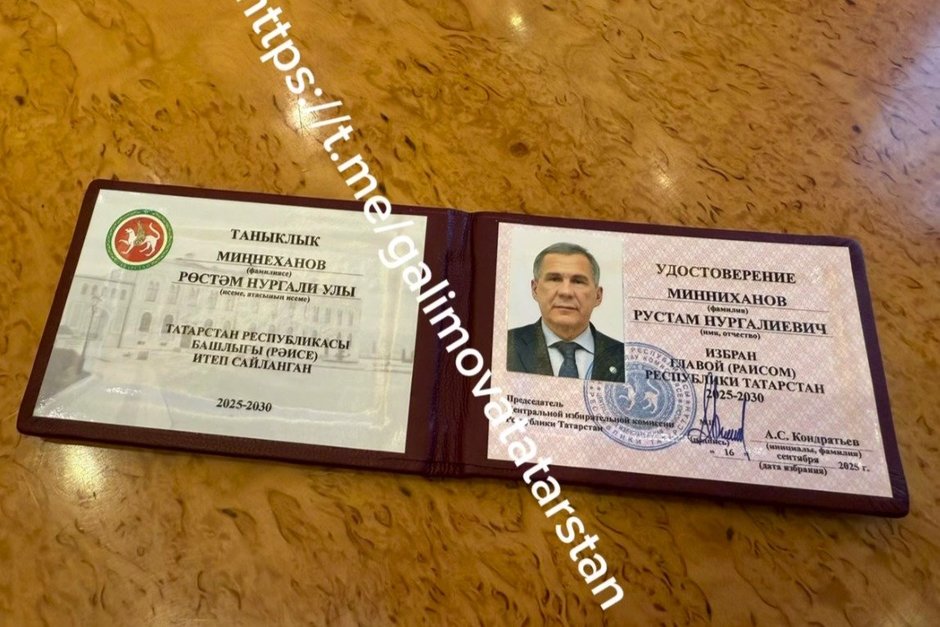 https://t.me/galimovatatarstan
ТАНЫКЛЫК
МИҢНЕХАНОВ
(фамилиясе)
РӨСТӘМ НУРГАЛИ УЛЫ
(исеме, атасының исеме)
ТАТАРСТАН РЕСПУБЛИКАСЫ
БАШЛЫГЫ (РӘИСЕ)
ИТЕП САЙЛАНГАН
2025-2030
УДОСТОВЕРЕНИЕ
МИННИХАНОВ
(фамилия)
РУСТАМ НУРГАЛИЕВИЧ
(имя, отчество)
ИЗБРАН
ГЛАВОЙ (РАИСОМ)
РЕСПУБЛИКИ ТАТАРСТАН
2025-2030
Председатель
Центральной избирательной комиссии
Республики Татарстан
(подпись)
А.С. Кондратьев
(инициалы, фамилия)
" 16 " сентября 2025 г.
(дата избрания)